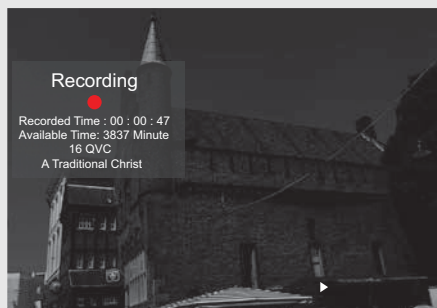 Recording
Recorded Time : 00 : 00 : 47
Available Time: 3837 Minute
16 QVC
A Traditional Christ